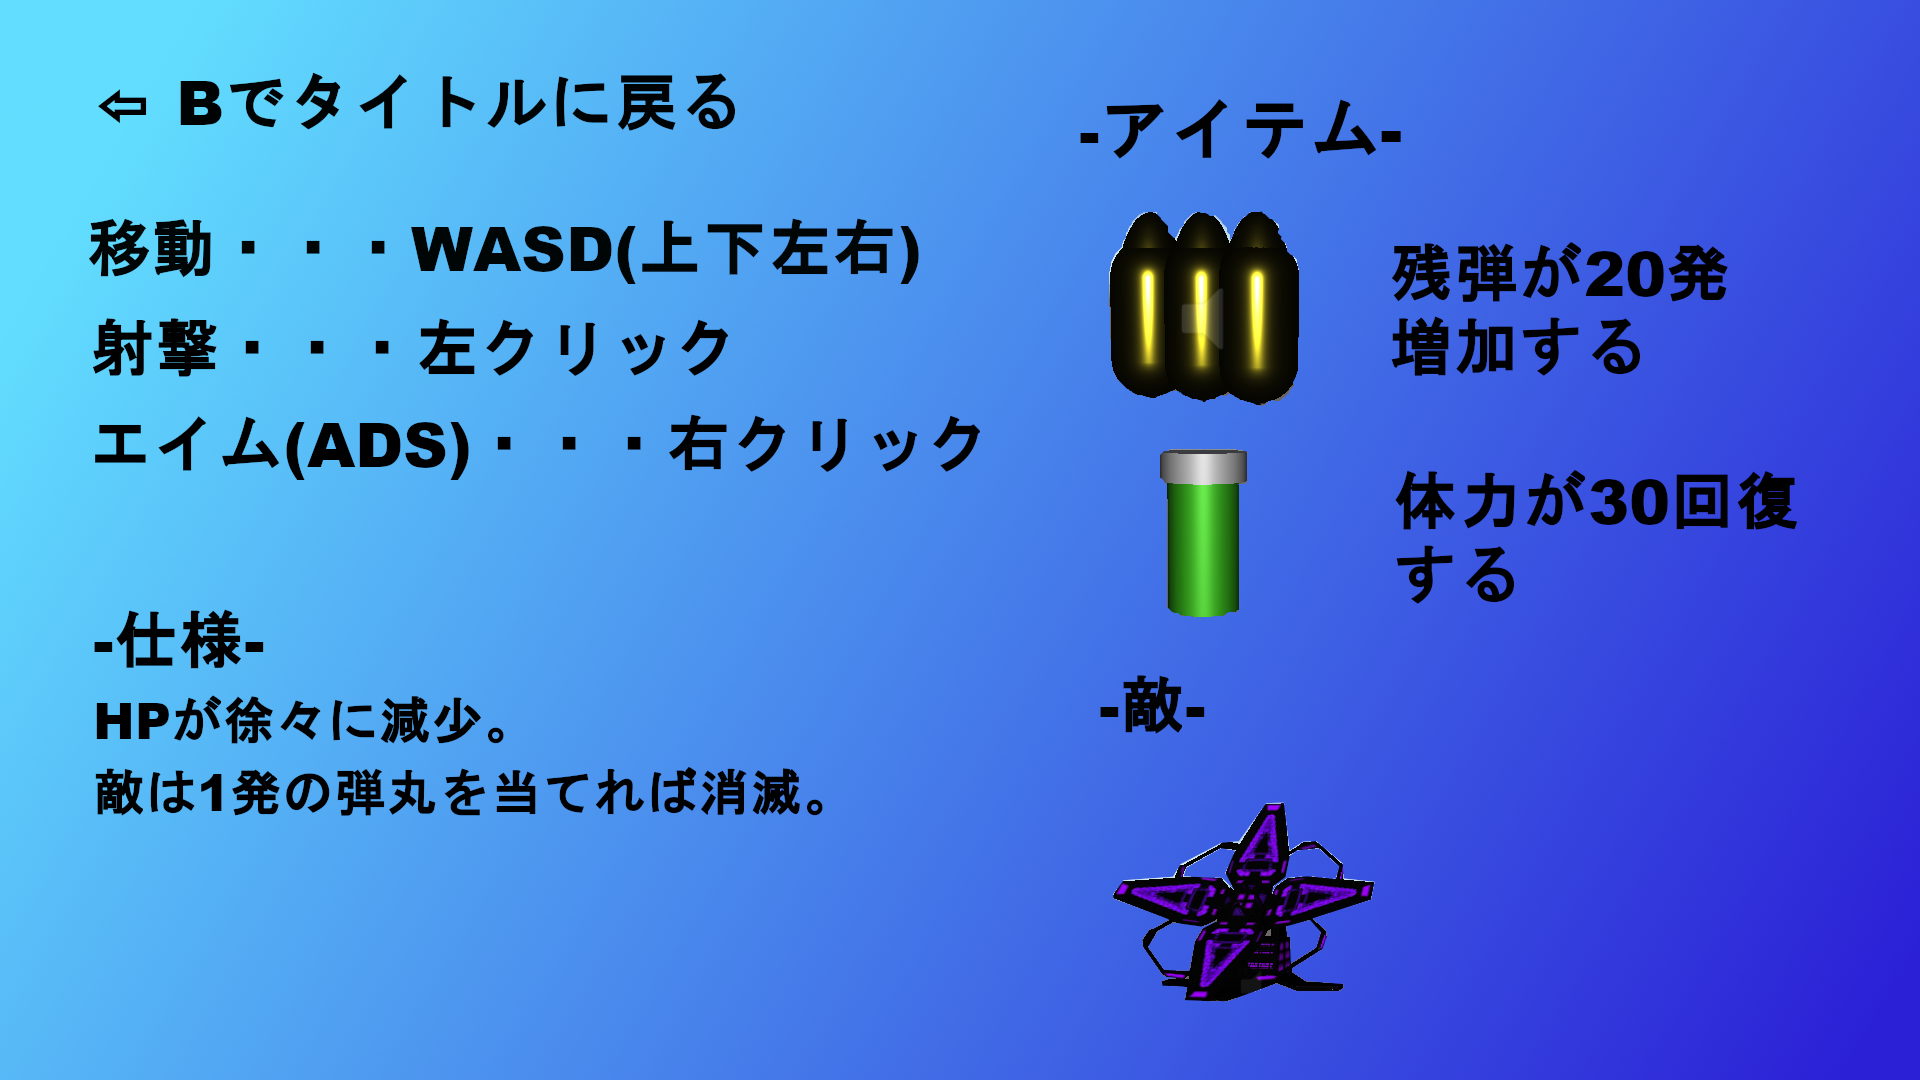 ⇦ Bでタイトルに戻る
移動・・・WASD(上下左右)
射撃・・・左クリック
エイム(ADS)・・・右クリック
-仕様-
HPが徐々に減少。
敵は1発の弾丸を当てれば消滅。
-アイテム-
残弾が20発
増加する
体力が30回復
する
-敵-